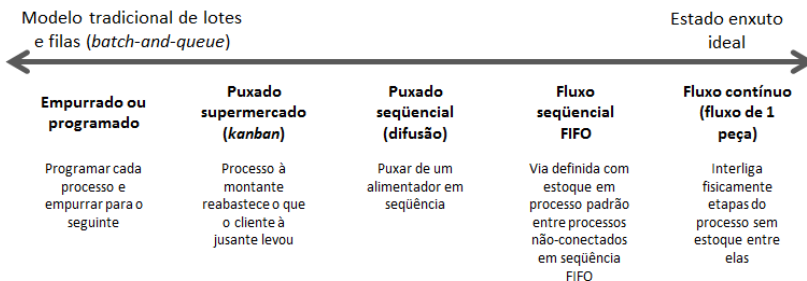 Modelo tradicional de lotes
e filas (batch-and-queue)
Estado enxuto
ideal
Empurrado ou
programado
Programar cada
processo e
empurrar para o
seguinte
Puxado
supermercado
(kanban)
Processo à
montante
reabastece o que
o cliente à
jusante levou
Puxado
seqüencial
(difusão)
Puxar de um
alimentador em
seqüência
Fluxo
seqüencial
FIFO
Via definida com
estoque em
processo padrão
entre processos
não-conectados
em seqüência
FIFO
Fluxo contínuo
(fluxo de 1
peça)
Interliga
fisicamente
etapas do
processo sem
estoque entre
elas